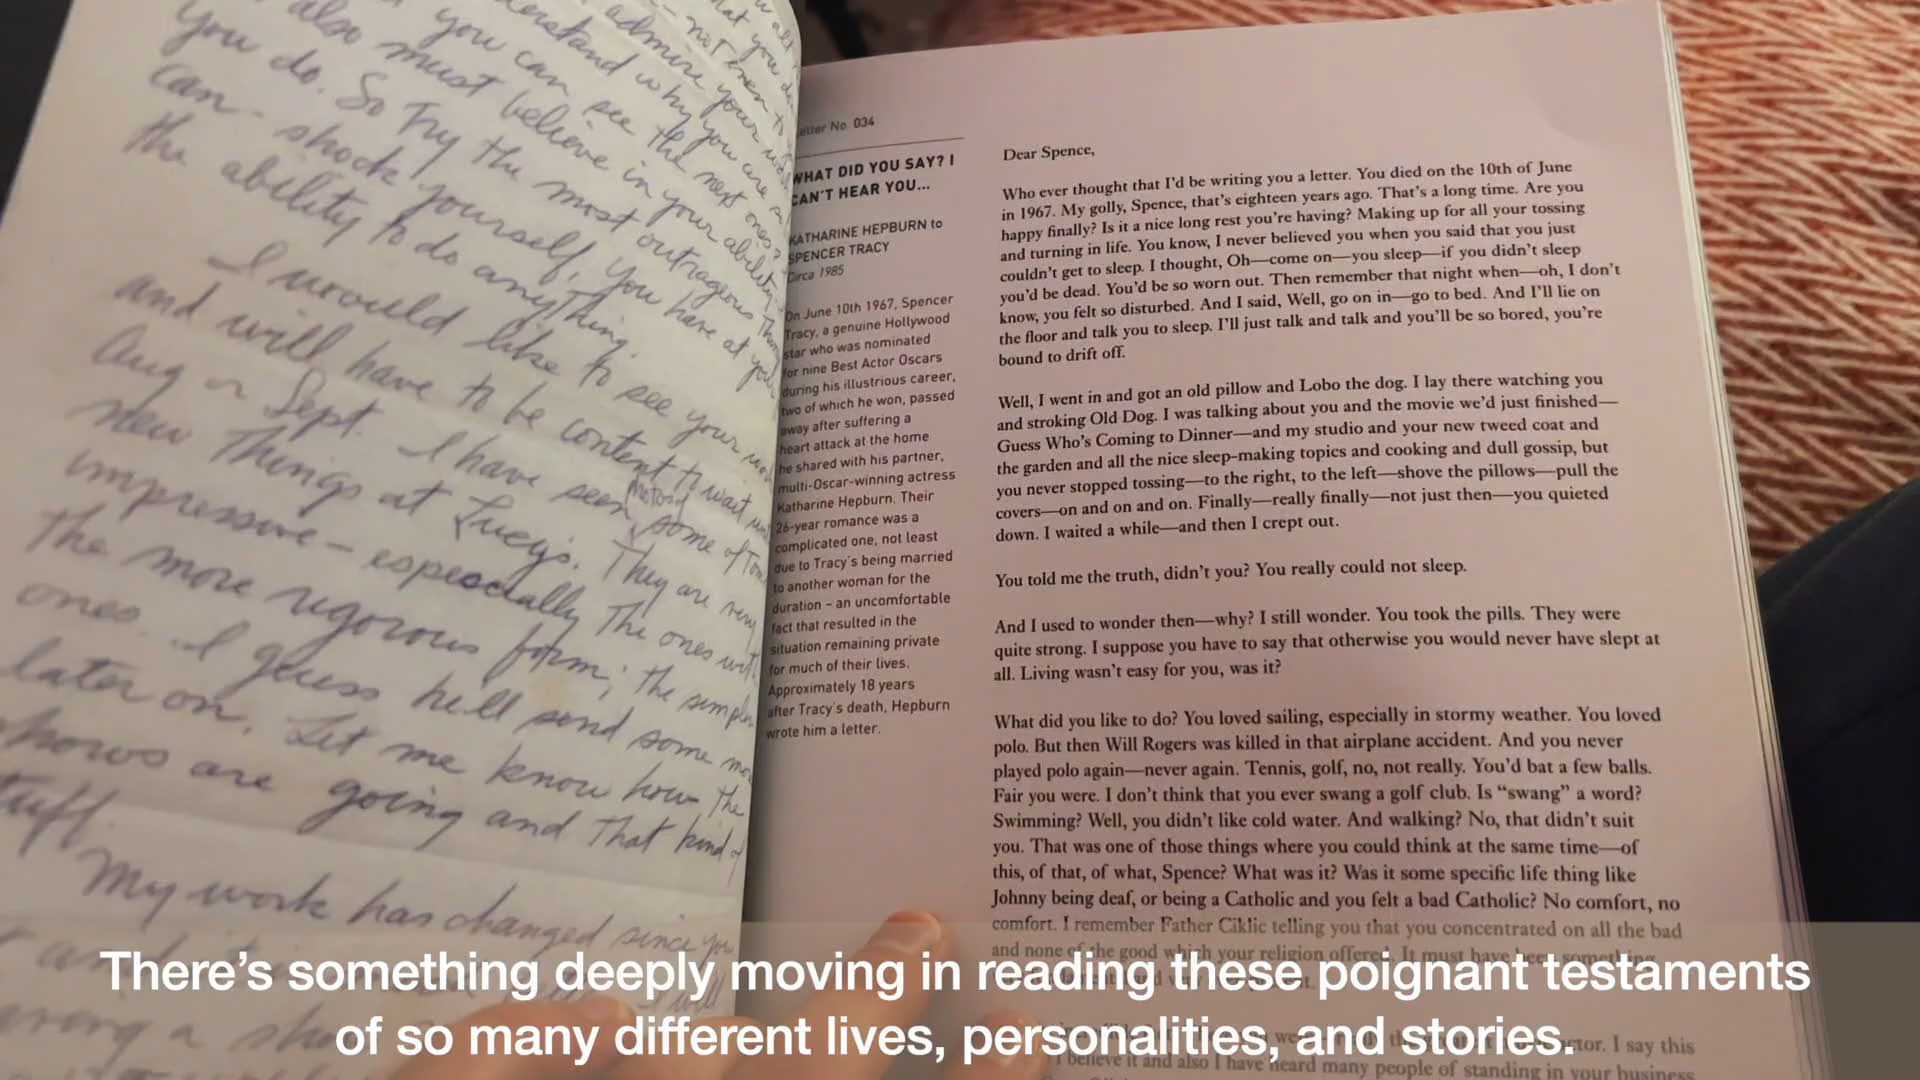 you do. So Try the most outrageous Thing you
can - shock yourself, You have at your
the ability to do anyThing.
I would like to see your
and will have to be content to wait
Aug or Sept. I have seen some of Toms
new Things at Lucy's. They are very
impressive - especially The ones with
The more rigorous form; the simpler
ones. I guess he'll send some more
later on. Let me know how the
shows are going and That kind of
stuff.
My work has changed since you
Letter No. 034
WHAT DID YOU SAY? I
CAN'T HEAR YOU...
KATHARINE HEPBURN to
SPENCER TRACY
Circa 1985
On June 10th 1967, Spencer
Tracy, a genuine Hollywood
star who was nominated
for nine Best Actor Oscars
during his illustrious career,
two of which he won, passed
away after suffering a
heart attack at the home
he shared with his partner,
multi-Oscar-winning actress
Katharine Hepburn. Their
26-year romance was a
complicated one, not least
due to Tracy's being married
to another woman for the
duration – an uncomfortable
fact that resulted in the
situation remaining private
for much of their lives.
Approximately 18 years
after Tracy's death, Hepburn
wrote him a letter.
Dear Spence,
Who ever thought that I'd be writing you a letter. You died on the 10th of June
in 1967. My golly, Spence, that's eighteen years ago. That's a long time. Are you
happy finally? Is it a nice long rest you're having? Making up for all your tossing
and turning in life. You know, I never believed you when you said that you just
couldn't get to sleep. I thought, Oh—come on—you sleep—if you didn't sleep
you'd be dead. You'd be so worn out. Then remember that night when—oh, I don't
know, you felt so disturbed. And I said, Well, go on in—go to bed. And I'll lie on
the floor and talk you to sleep. I'll just talk and talk and you'll be so bored, you're
bound to drift off.
Well, I went in and got an old pillow and Lobo the dog. I lay there watching you
and stroking Old Dog. I was talking about you and the movie we'd just finished—
Guess Who's Coming to Dinner—and my studio and your new tweed coat and
the garden and all the nice sleep-making topics and cooking and dull gossip, but
you never stopped tossing—to the right, to the left—shove the pillows—pull the
covers—on and on and on. Finally—really finally—not just then—you quieted
down. I waited a while—and then I crept out.
You told me the truth, didn't you? You really could not sleep.
And I used to wonder then—why? I still wonder. You took the pills. They were
quite strong. I suppose you have to say that otherwise you would never have slept at
all. Living wasn't easy for you, was it?
What did you like to do? You loved sailing, especially in stormy weather. You loved
polo. But then Will Rogers was killed in that airplane accident. And you never
played polo again—never again. Tennis, golf, no, not really. You'd bat a few balls.
Fair you were. I don't think that you ever swang a golf club. Is "swang" a word?
Swimming? Well, you didn't like cold water. And walking? No, that didn't suit
you. That was one of those things where you could think at the same time—of
this, of that, of what, Spence? What was it? Was it some specific life thing like
Johnny being deaf, or being a Catholic and you felt a bad Catholic? No comfort, no
comfort. I remember Father Ciklic telling you that you concentrated on all the bad
and none of the good which your religion offered. It must have been something
There's something deeply moving in reading these poignant testaments
of so many different lives, personalities, and stories.
actor. I say this
I believe it and also I have heard many people of standing in your business